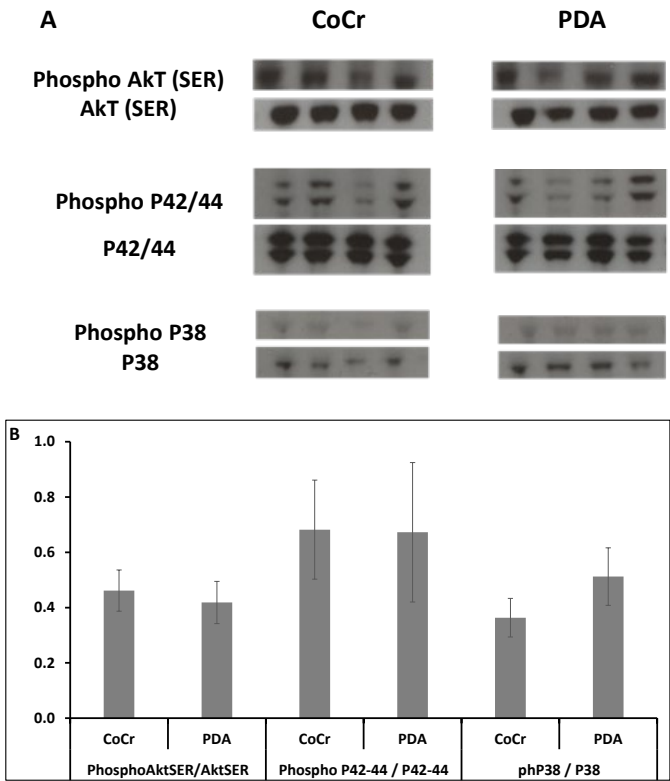 A CoCr PDA
Phospho AkT (SER)
AkT (SER)
Phospho P42/44
P42/44
Phospho P38
P38
B
1.0
0.8
0.6
0.4
0.2
0.0
CoCr PDA CoCr PDA CoCr PDA
PhosphoAktSER/AktSER Phospho P42-44 / P42-44 phP38 / P38